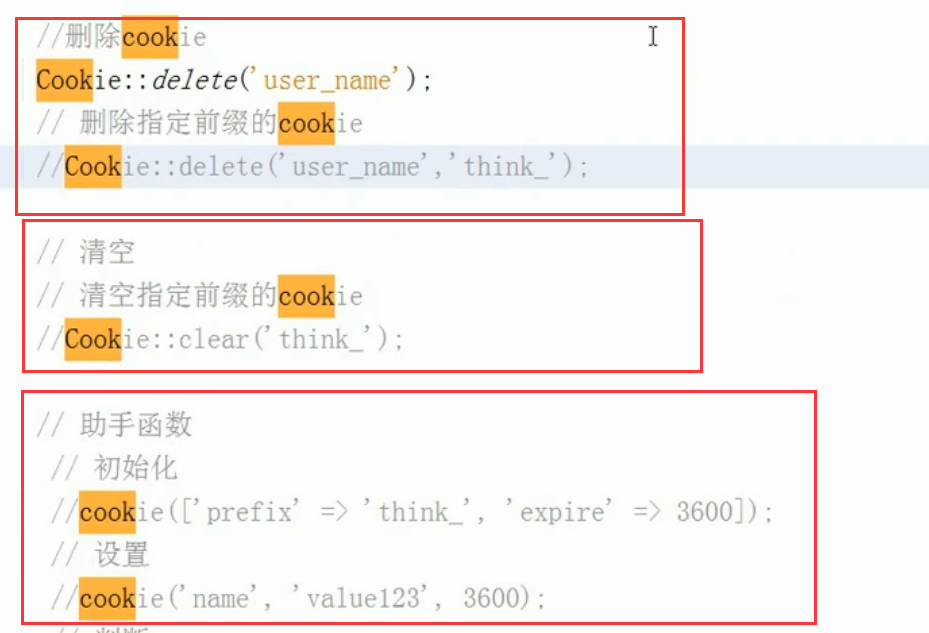 //删除cookie
Cookie::delete('user_name');
// 删除指定前缀的cookie
//Cookie::delete('user_name','think_');
// 清空
// 清空指定前缀的cookie
//Cookie::clear('think_');
// 助手函数
// 初始化
//cookie(['prefix' => 'think_', 'expire' => 3600]);
// 设置
//cookie('name', 'value123', 3600);